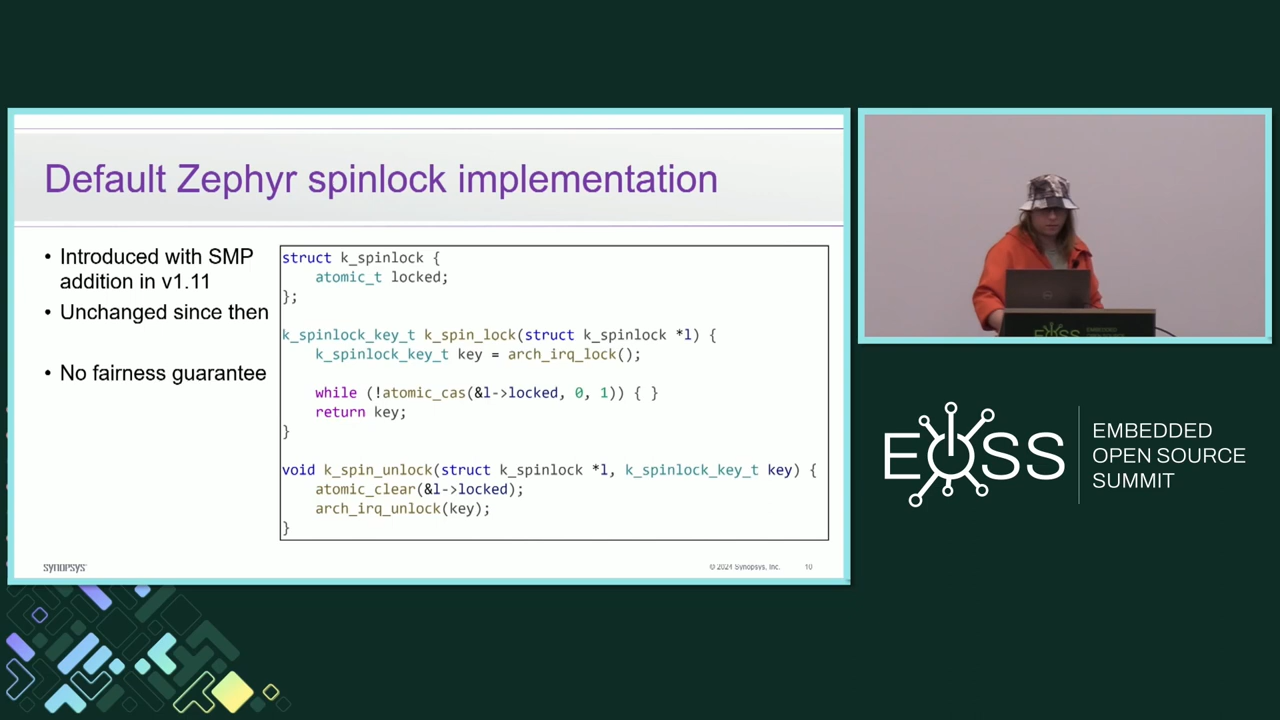 Default Zephyr spinlock implementation
• Introduced with SMP
addition in v1.11
• Unchanged since then
• No fairness guarantee
struct k_spinlock {
    atomic_t locked;
};
k_spinlock_key_t k_spin_lock(struct k_spinlock *l) {
    k_spinlock_key_t key = arch_irq_lock();
    while (!atomic_cas(&l->locked, 0, 1)) { }
    return key;
}
void k_spin_unlock(struct k_spinlock *l, k_spinlock_key_t key) {
    atomic_clear(&l->locked);
    arch_irq_unlock(key);
}
SYNOPSYS
© 2024 Synopsys, Inc.
10
EOSS
EMBEDDED
OPEN SOURCE
SUMMIT